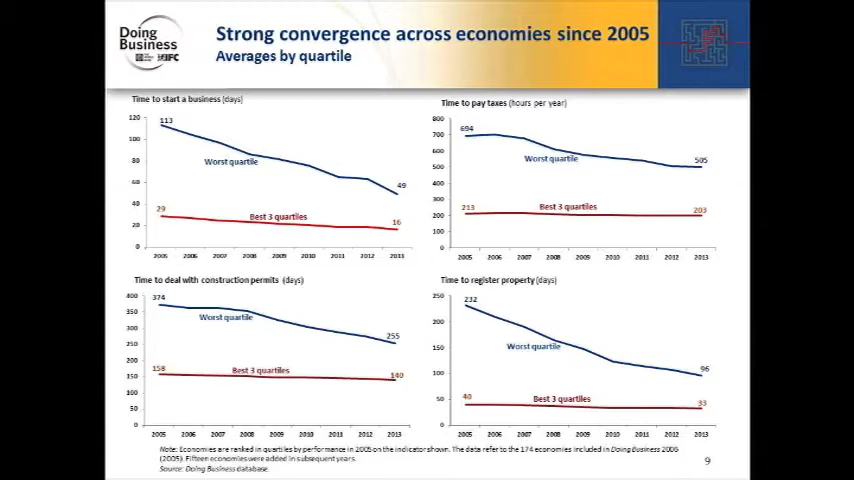 Doing
Business
IFC
Strong convergence across economies since 2005
Averages by quartile
Time to start a business (days)
120
100
80
60
40
20
0
113
Worst quartile
49
29
Best 3 quartiles
16
2005 2006 2007 2008 2009 2010 2011 2012 2013
Time to pay taxes (hours per year)
800
700
600
500
400
300
200
100
0
694
Worst quartile
505
213
Best 3 quartiles
203
2005 2006 2007 2008 2009 2010 2011 2012 2013
Time to deal with construction permits (days)
400
350
300
250
200
150
100
50
0
374
Worst quartile
255
158
Best 3 quartiles
140
2005 2006 2007 2008 2009 2010 2011 2012 2013
Time to register property (days)
250
200
150
100
50
0
232
Worst quartile
96
40
Best 3 quartiles
33
2005 2006 2007 2008 2009 2010 2011 2012 2013
Note: Economies are ranked in quartiles by performance in 2005 on the indicator shown. The data refer to the 174 economies included in Doing Business 2006
(2005). Fifteen economies were added in subsequent years.
Source: Doing Business database.
9